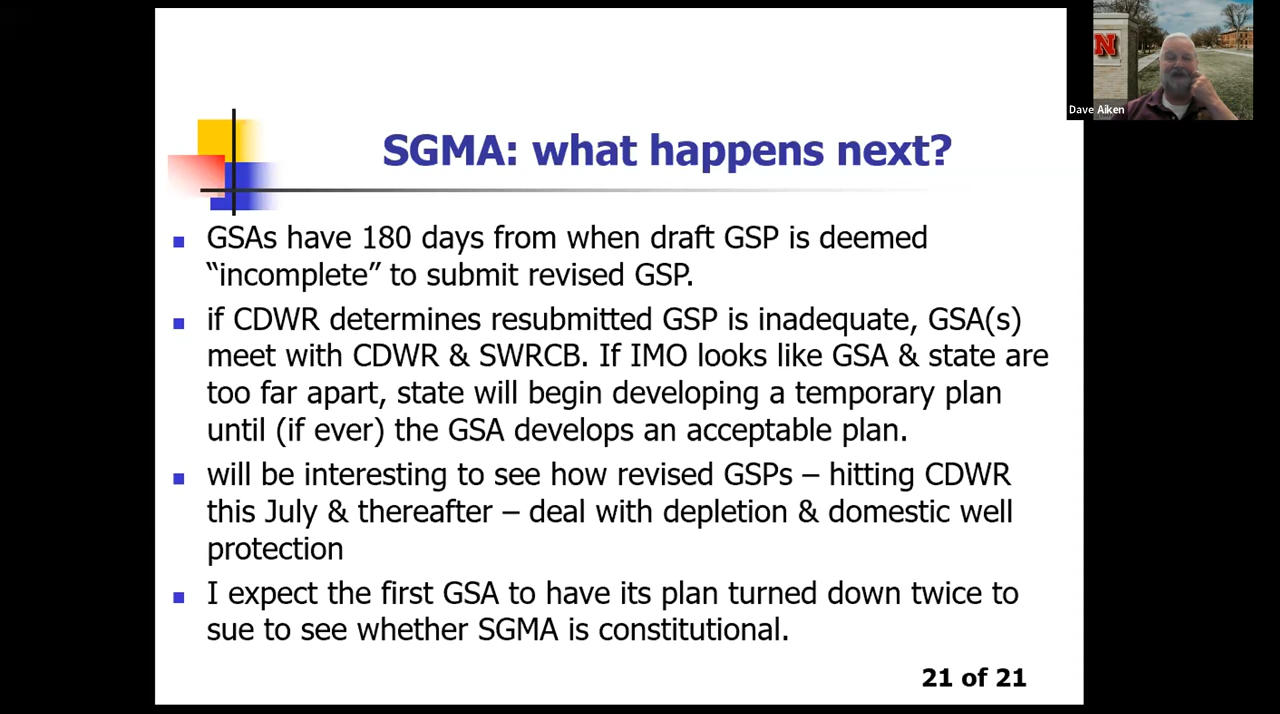 N
Dave Aiken
SGMA: what happens next?
GSAs have 180 days from when draft GSP is deemed
“incomplete” to submit revised GSP.
if CDWR determines resubmitted GSP is inadequate, GSA(s)
meet with CDWR & SWRCB. If IMO looks like GSA & state are
too far apart, state will begin developing a temporary plan
until (if ever) the GSA develops an acceptable plan.
will be interesting to see how revised GSPs – hitting CDWR
this July & thereafter – deal with depletion & domestic well
protection
I expect the first GSA to have its plan turned down twice to
sue to see whether SGMA is constitutional.
21 of 21